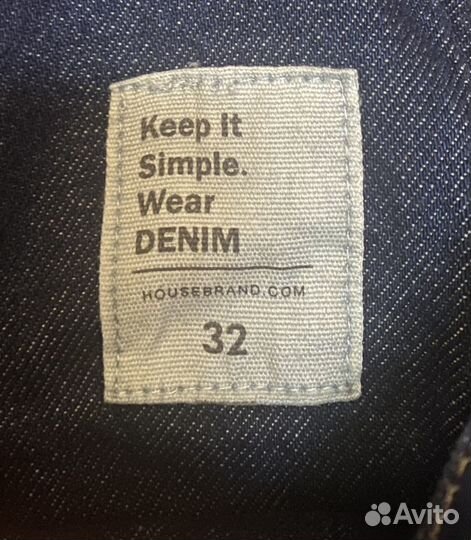 Keep It
Simple.
Wear
DENIM
HOUSEBRAND.COM
32
Avito